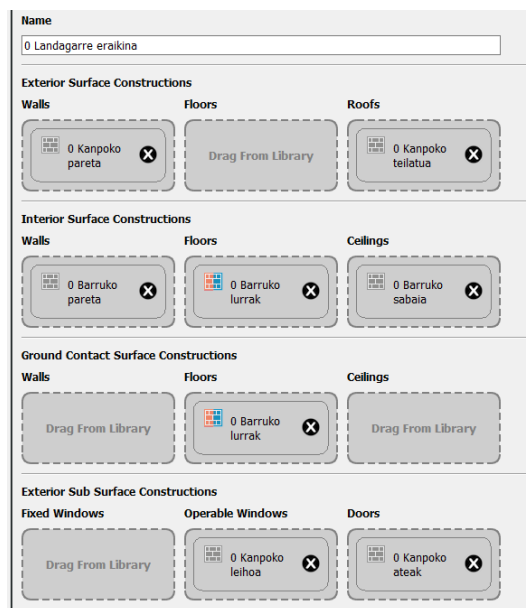 Name
0 Landagarre eraikina
Exterior Surface Constructions
Walls Floors Roofs
0 Kanpoko
pareta
Drag From Library
0 Kanpoko
teilatua
Interior Surface Constructions
Walls Floors Ceilings
0 Barruko
pareta
0 Barruko
lurrak
0 Barruko
sabaia
Ground Contact Surface Constructions
Walls Floors Ceilings
Drag From Library
0 Barruko
lurrak
Drag From Library
Exterior Sub Surface Constructions
Fixed Windows Operable Windows Doors
Drag From Library
0 Kanpoko
leihoa
0 Kanpoko
ateak